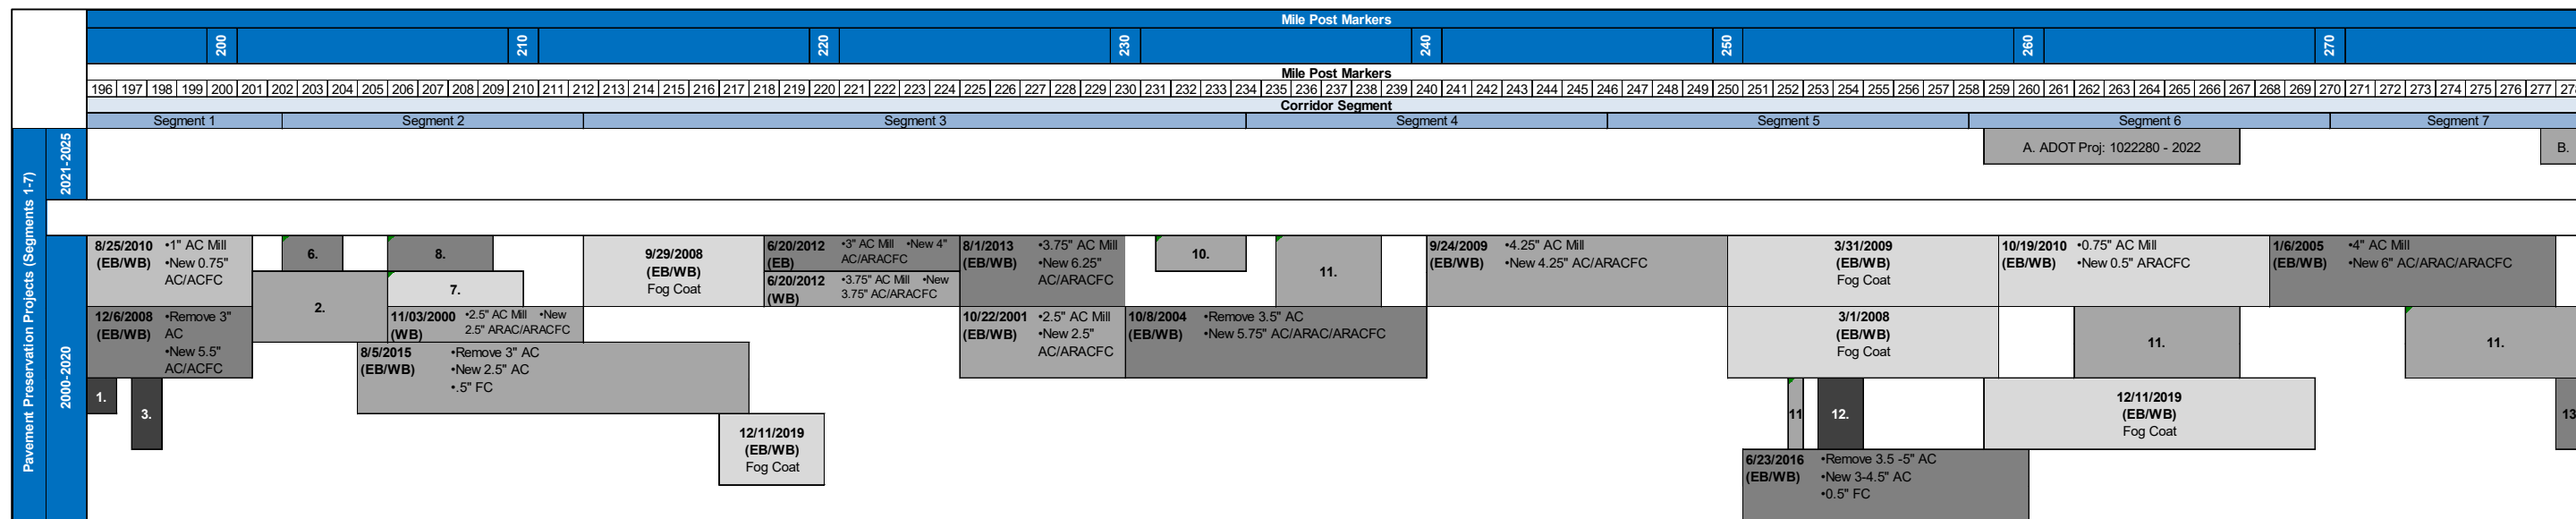 Mile Post Markers
200 210 220 230 240 250 260 270
Mile Post Markers
196 197 198 199 200 201 202 203 204 205 206 207 208 209 210 211 212 213 214 215 216 217 218 219 220 221 222 223 224 225 226 227 228 229 230 231 232 233 234 235 236 237 238 239 240 241 242 243 244 245 246 247 248 249 250 251 252 253 254 255 256 257 258 259 260 261 262 263 264 265 266 267 268 269 270 271 272 273 274 275 276 277 278
Corridor Segment
Segment 1 Segment 2 Segment 3 Segment 4 Segment 5 Segment 6 Segment 7
Pavement Preservation Projects (Segments 1-7)
2021-2025
A. ADOT Proj: 1022280 - 2022
B.
2000-2020
8/25/2010 •1" AC Mill
(EB/WB) •New 0.75"
AC/ACFC
12/6/2008 •Remove 3"
(EB/WB) AC
•New 5.5"
AC/ACFC
1.
3.
6.
2.
8.
7.
11/03/2000 •2.5" AC Mill •New
(WB) 2.5" ARAC/ARACFC
8/5/2015 •Remove 3" AC
(EB/WB) •New 2.5" AC
•.5" FC
9/29/2008
(EB/WB)
Fog Coat
12/11/2019
(EB/WB)
Fog Coat
6/20/2012 •3" AC Mill •New 4"
(EB) AC/ARACFC
6/20/2012 •3.75" AC Mill •New
(WB) 3.75" AC/ARACFC
8/1/2013 •3.75" AC Mill
(EB/WB) •New 6.25"
AC/ARACFC
10/22/2001 •2.5" AC Mill
(EB/WB) •New 2.5"
AC/ARACFC
10.
11.
10/8/2004 •Remove 3.5" AC
(EB/WB) •New 5.75" AC/ARAC/ARACFC
9/24/2009 •4.25" AC Mill
(EB/WB) •New 4.25" AC/ARACFC
3/31/2009
(EB/WB)
Fog Coat
3/1/2008
(EB/WB)
Fog Coat
11
12.
6/23/2016 •Remove 3.5 -5" AC
(EB/WB) •New 3-4.5" AC
•0.5" FC
10/19/2010 •0.75" AC Mill
(EB/WB) •New 0.5" ARACFC
11.
12/11/2019
(EB/WB)
Fog Coat
1/6/2005 •4" AC Mill
(EB/WB) •New 6" AC/ARAC/ARACFC
11.
13